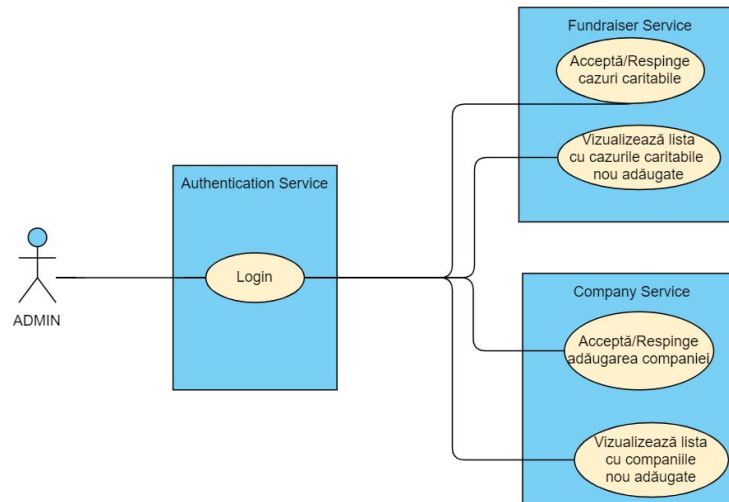 Fundraiser Service
Acceptă/Respinge
cazuri caritabile
Vizualizează lista
cu cazurile caritabile
nou adăugate
Authentication Service
Login
ADMIN
Company Service
Acceptă/Respinge
adăugarea companiei
Vizualizează lista
cu companiile
nou adăugate